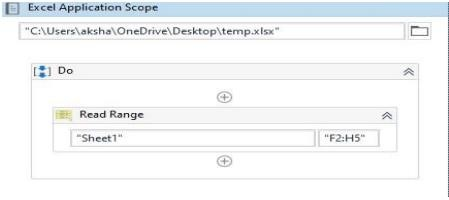 Excel Application Scope
"C:\Users\aksha\OneDrive\Desktop\temp.xlsx"
Do
Read Range
"Sheet1" "F2:H5"